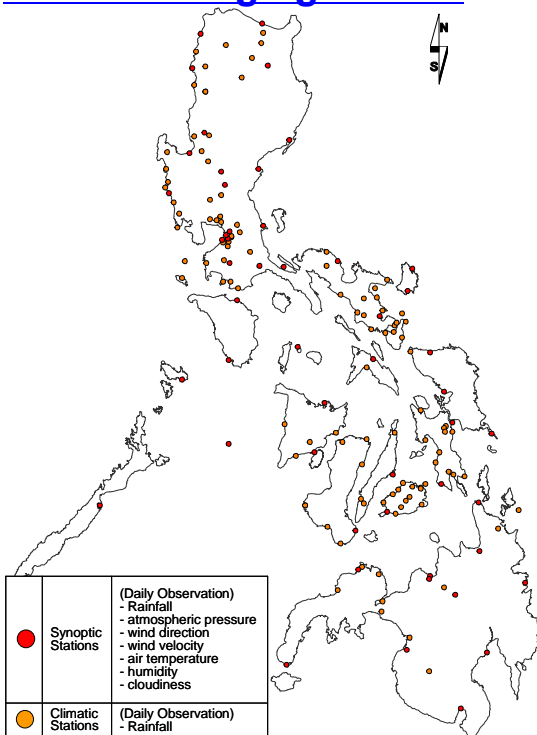 N
S
Synoptic
Stations
(Daily Observation)
- Rainfall
- atmospheric pressure
- wind direction
- wind velocity
- air temperature
- humidity
- cloudiness
Climatic
Stations
(Daily Observation)
- Rainfall